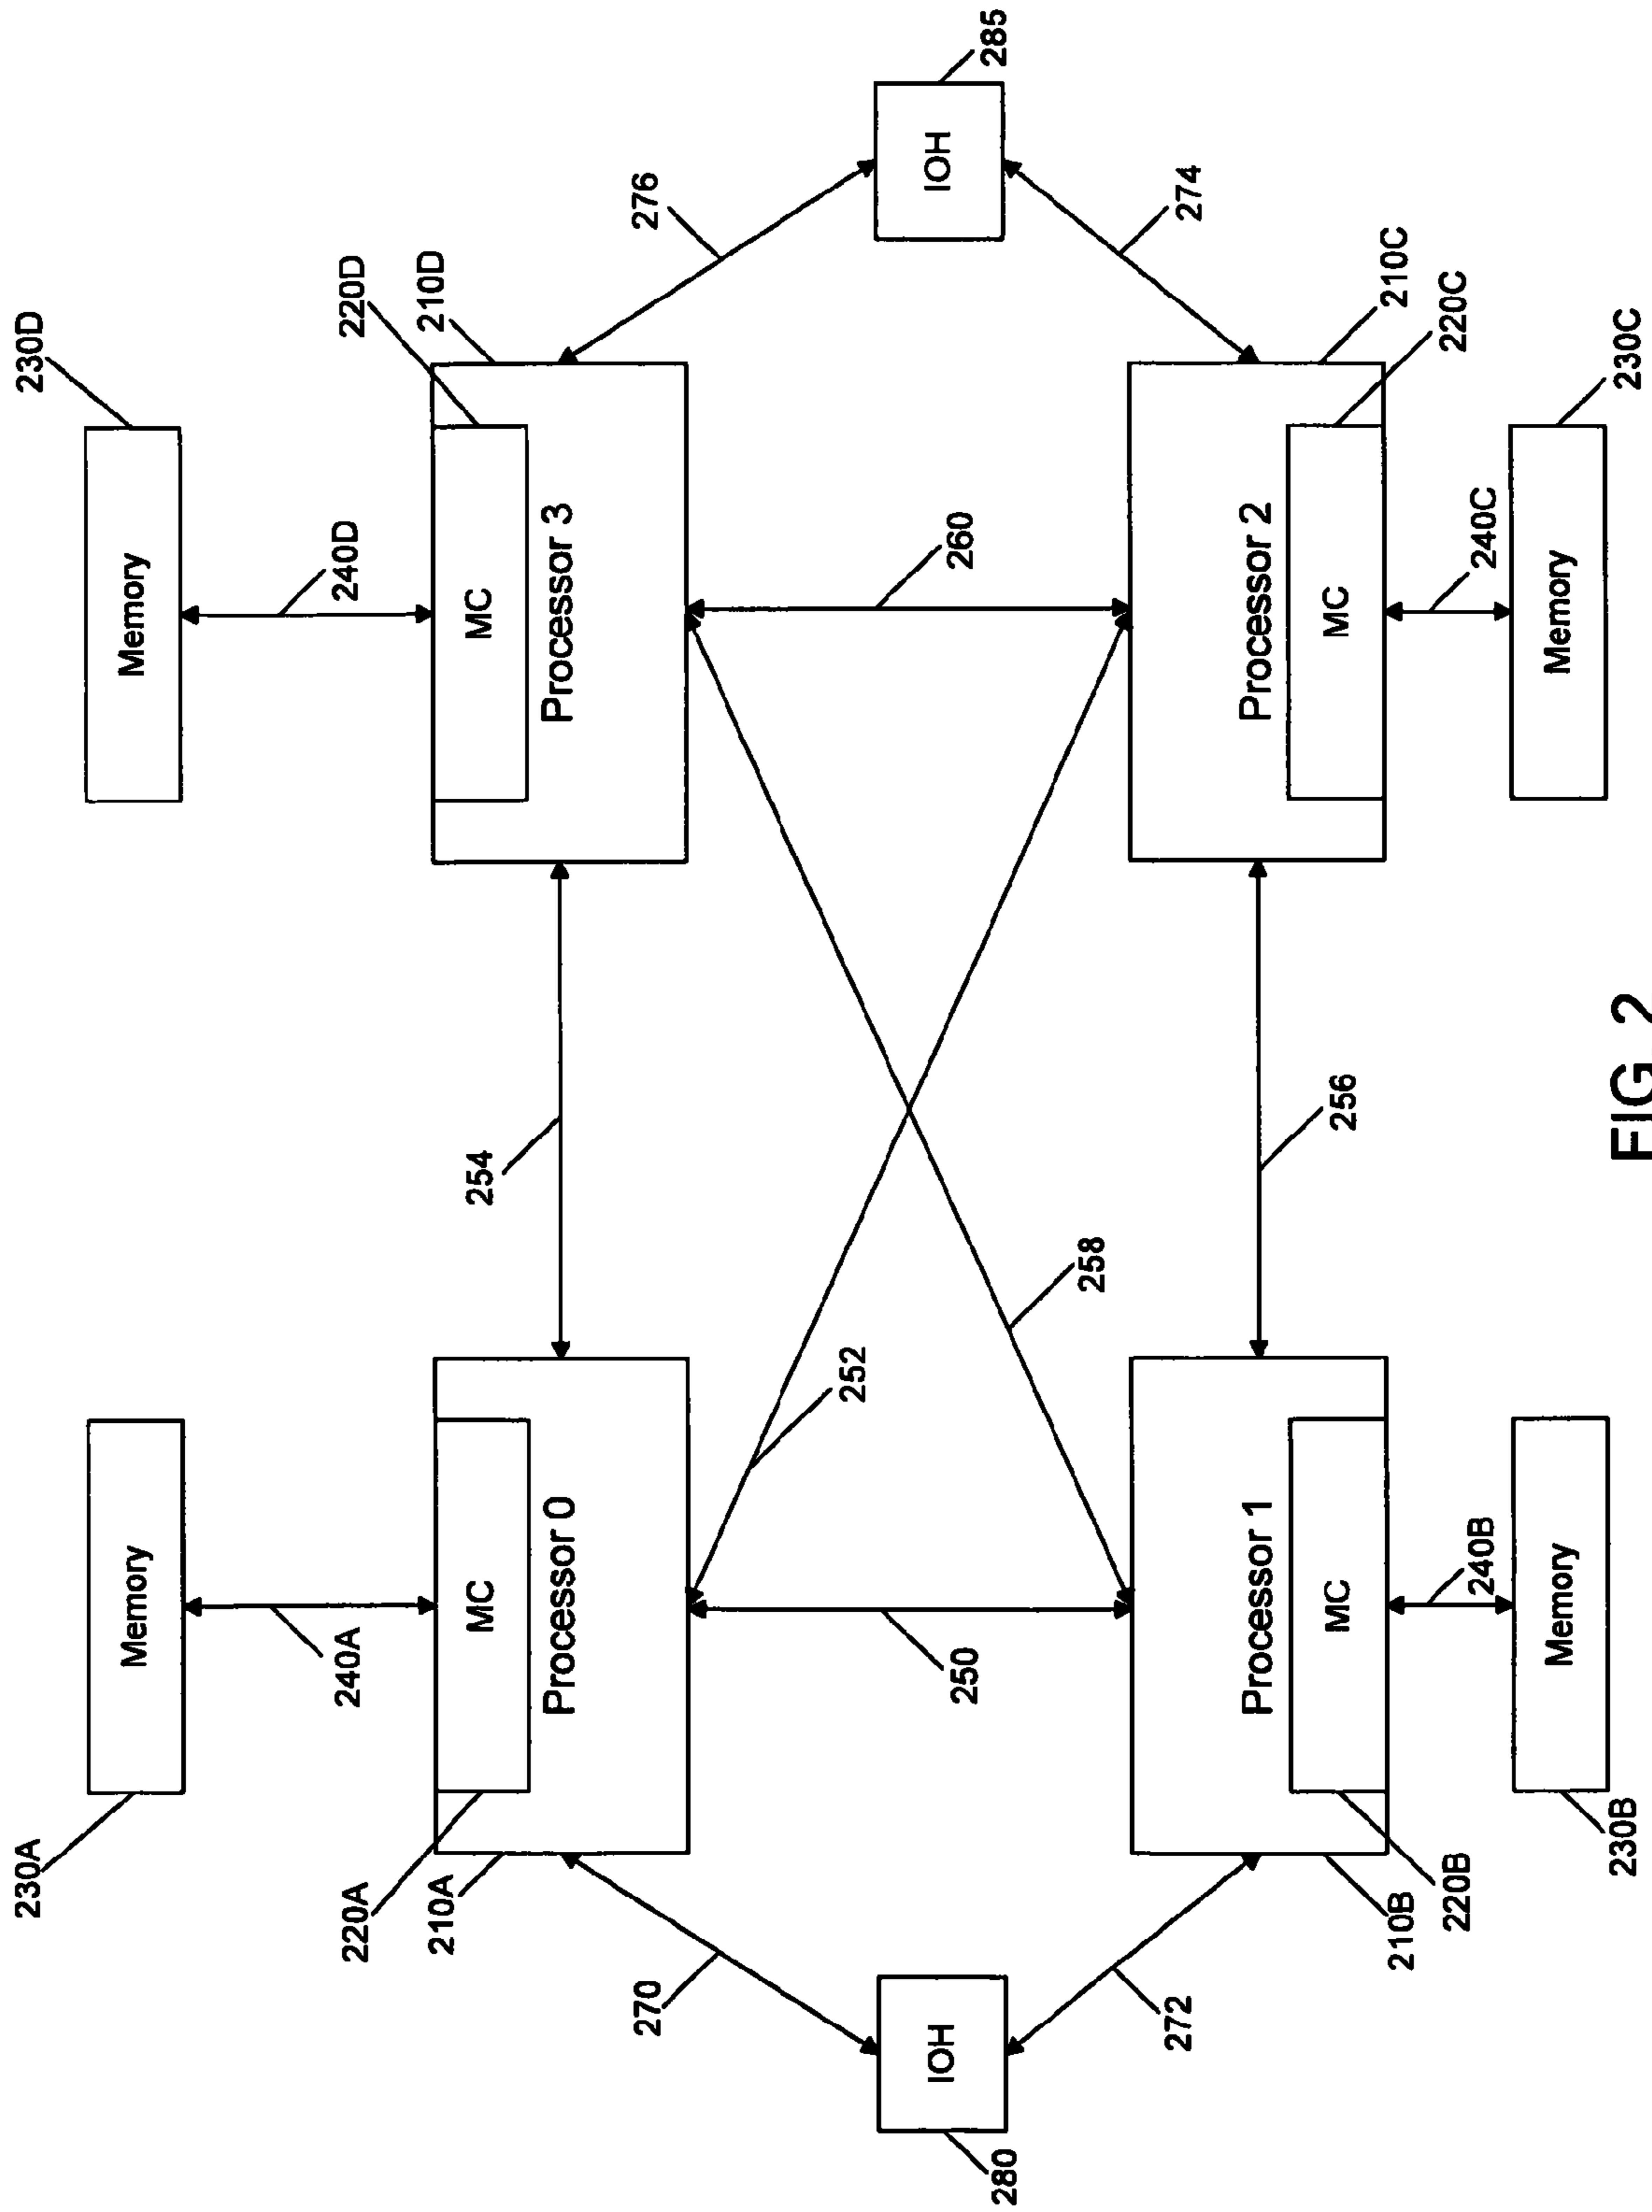 230A
230D
Memory
Memory
240A
240D
220A
220D
210A
210D
MC
MC
254
Processor 0
Processor 3
270
276
252
280
IOH
IOH
285
250
260
258
272
274
Processor 1
Processor 2
MC
MC
256
210B
210C
220B
220C
240B
240C
Memory
Memory
230B
230C
FIG. 2